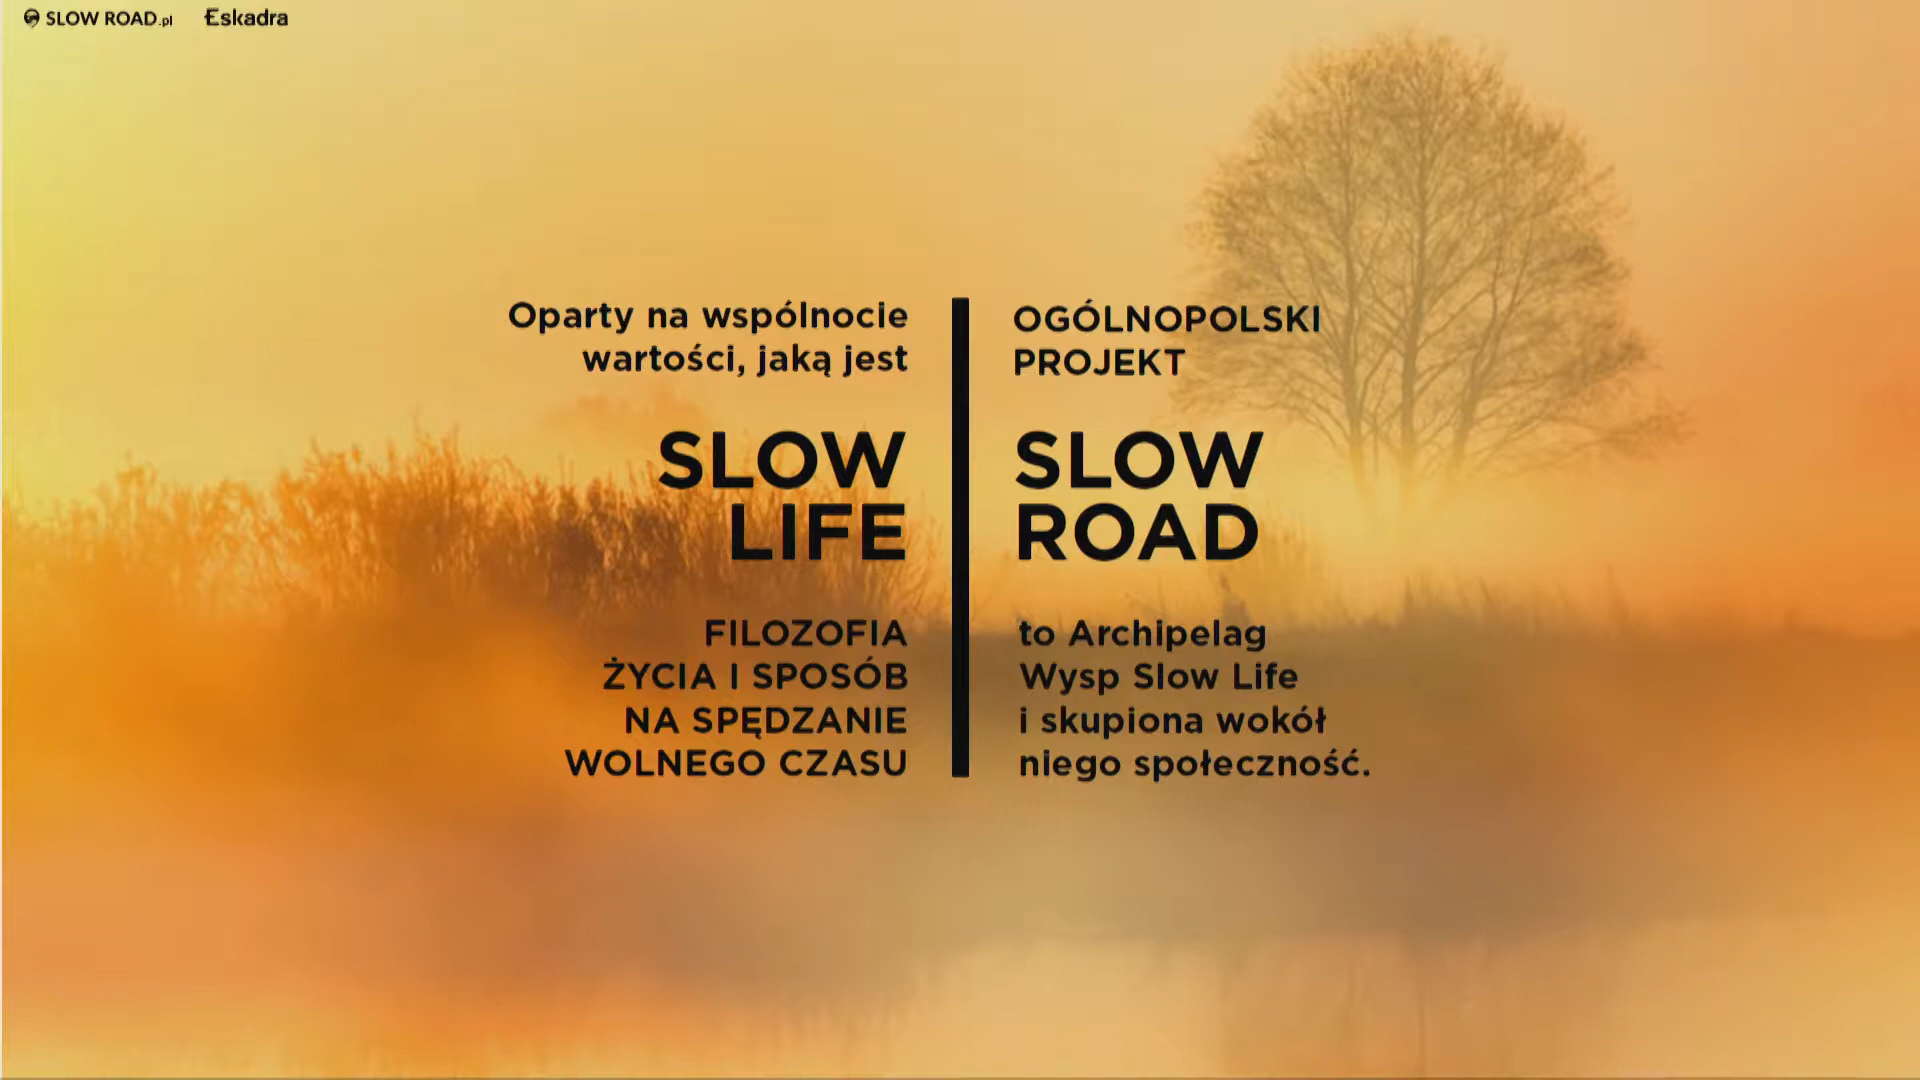 SLOW ROAD.pl
Eskadra
Oparty na wspólnocie
wartości, jaką jest
SLOW
LIFE
FILOZOFIA
ŻYCIA I SPOSÓB
NA SPĘDZANIE
WOLNEGO CZASU
OGÓLNOPOLSKI
PROJEKT
SLOW
ROAD
to Archipelag
Wysp Slow Life
i skupiona wokół
niego społeczność.